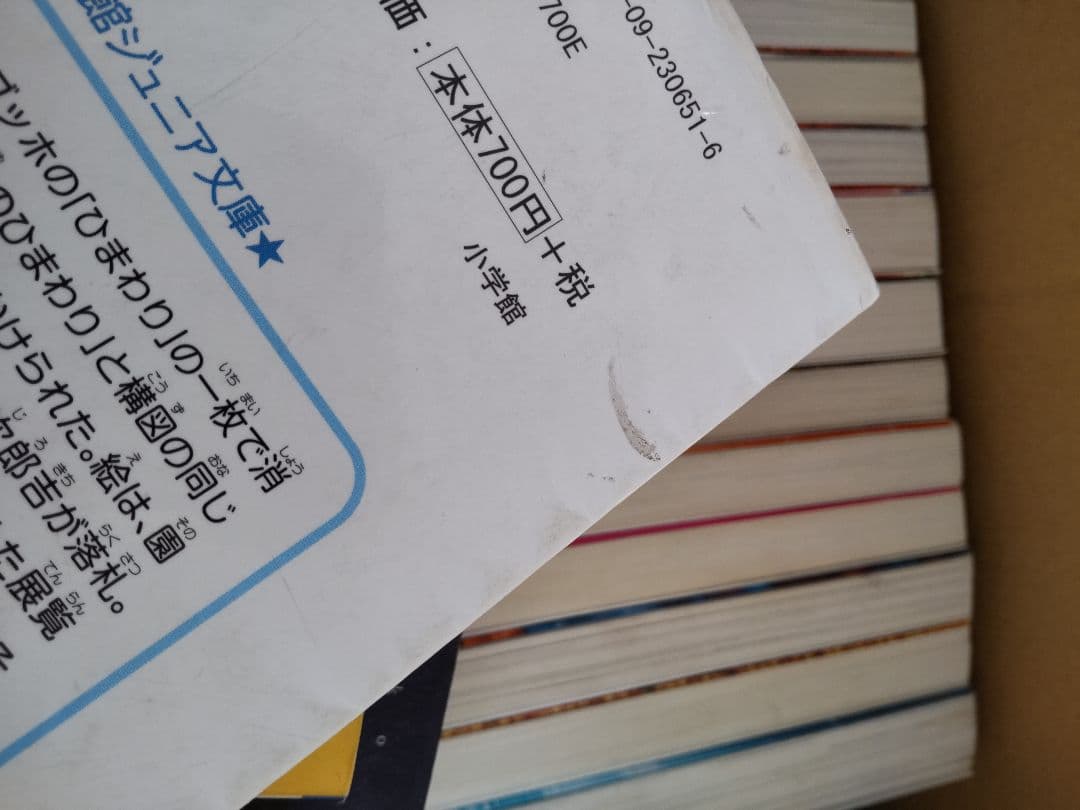 -09-230651-6
700E
価：本体700円＋税
小学館
館ジュニア文庫★
ゴッホの「ひまわり」の一枚で消
のひまわり」と構図の同じ
けられた。絵は、園
次郎吉が落札。
た展覧